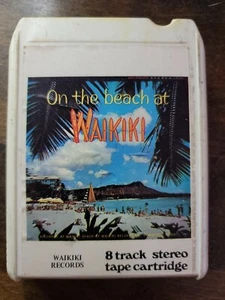 On the beach at
WAIKIKI
WAIKIKI
RECORDS
8 track stereo
tape cartridge